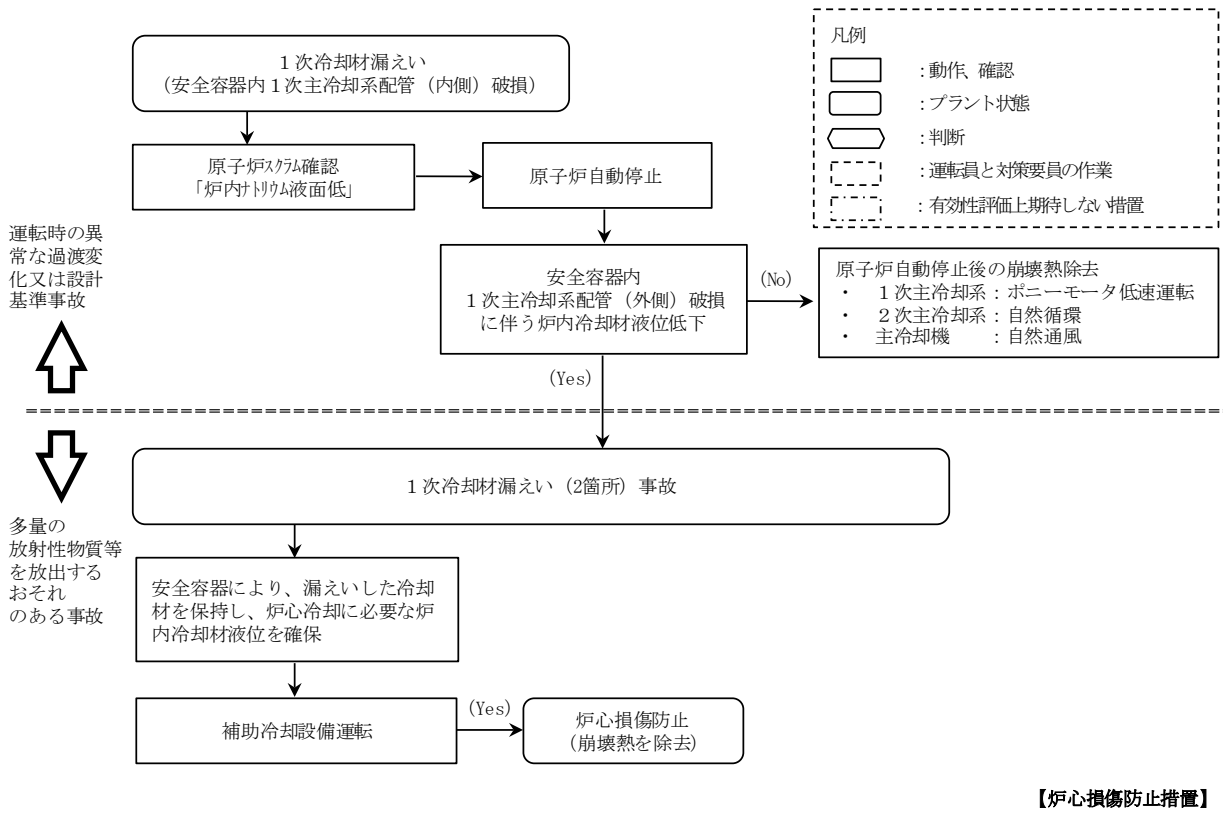 １次冷却材漏えい
（安全容器内１次主冷却系配管（内側）破損）
原子炉ｽｸﾗﾑ確認
「炉内ﾅﾄﾘｳﾑ液面低」
原子炉自動停止
凡例
：動作、確認
：プラント状態
：判断
：運転員と対策要員の作業
：有効性評価上期待しない措置
運転時の異
常な過渡変
化又は設計
基準事故
安全容器内
１次主冷却系配管（外側）破損
に伴う炉内冷却材液位低下
(No)
原子炉自動停止後の崩壊熱除去
・　１次主冷却系：ポニーモータ低速運転
・　２次主冷却系：自然循環
・　主冷却機　　：自然通風
(Yes)
========================================
１次冷却材漏えい（2箇所）事故
多量の
放射性物質等
を放出する
おそれ
のある事故
安全容器により、漏えいした冷却
材を保持し、炉心冷却に必要な炉
内冷却材液位を確保
補助冷却設備運転
(Yes)
炉心損傷防止
(崩壊熱を除去)
【炉心損傷防止措置】